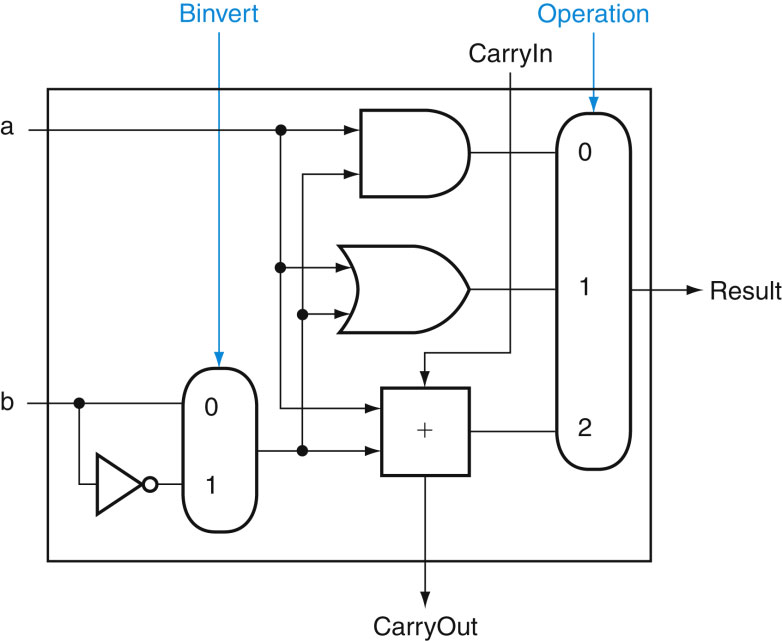 Binvert
Operation
CarryIn
a
0
1
Result
b
0
1
+
2
CarryOut